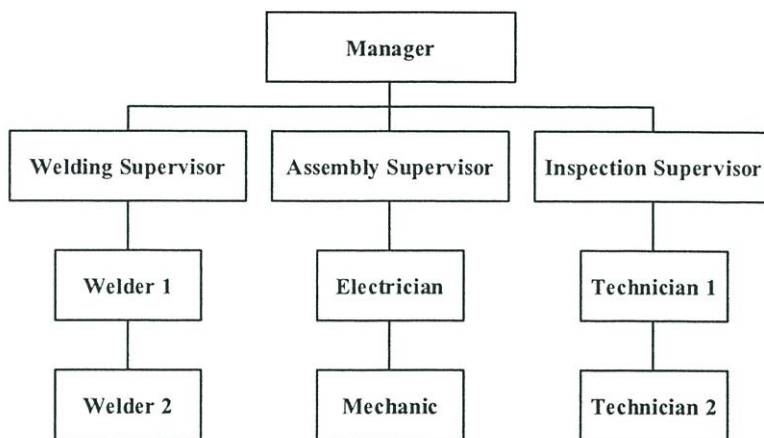 Manager
Welding Supervisor
Assembly Supervisor
Inspection Supervisor
Welder 1
Electrician
Technician 1
Welder 2
Mechanic
Technician 2